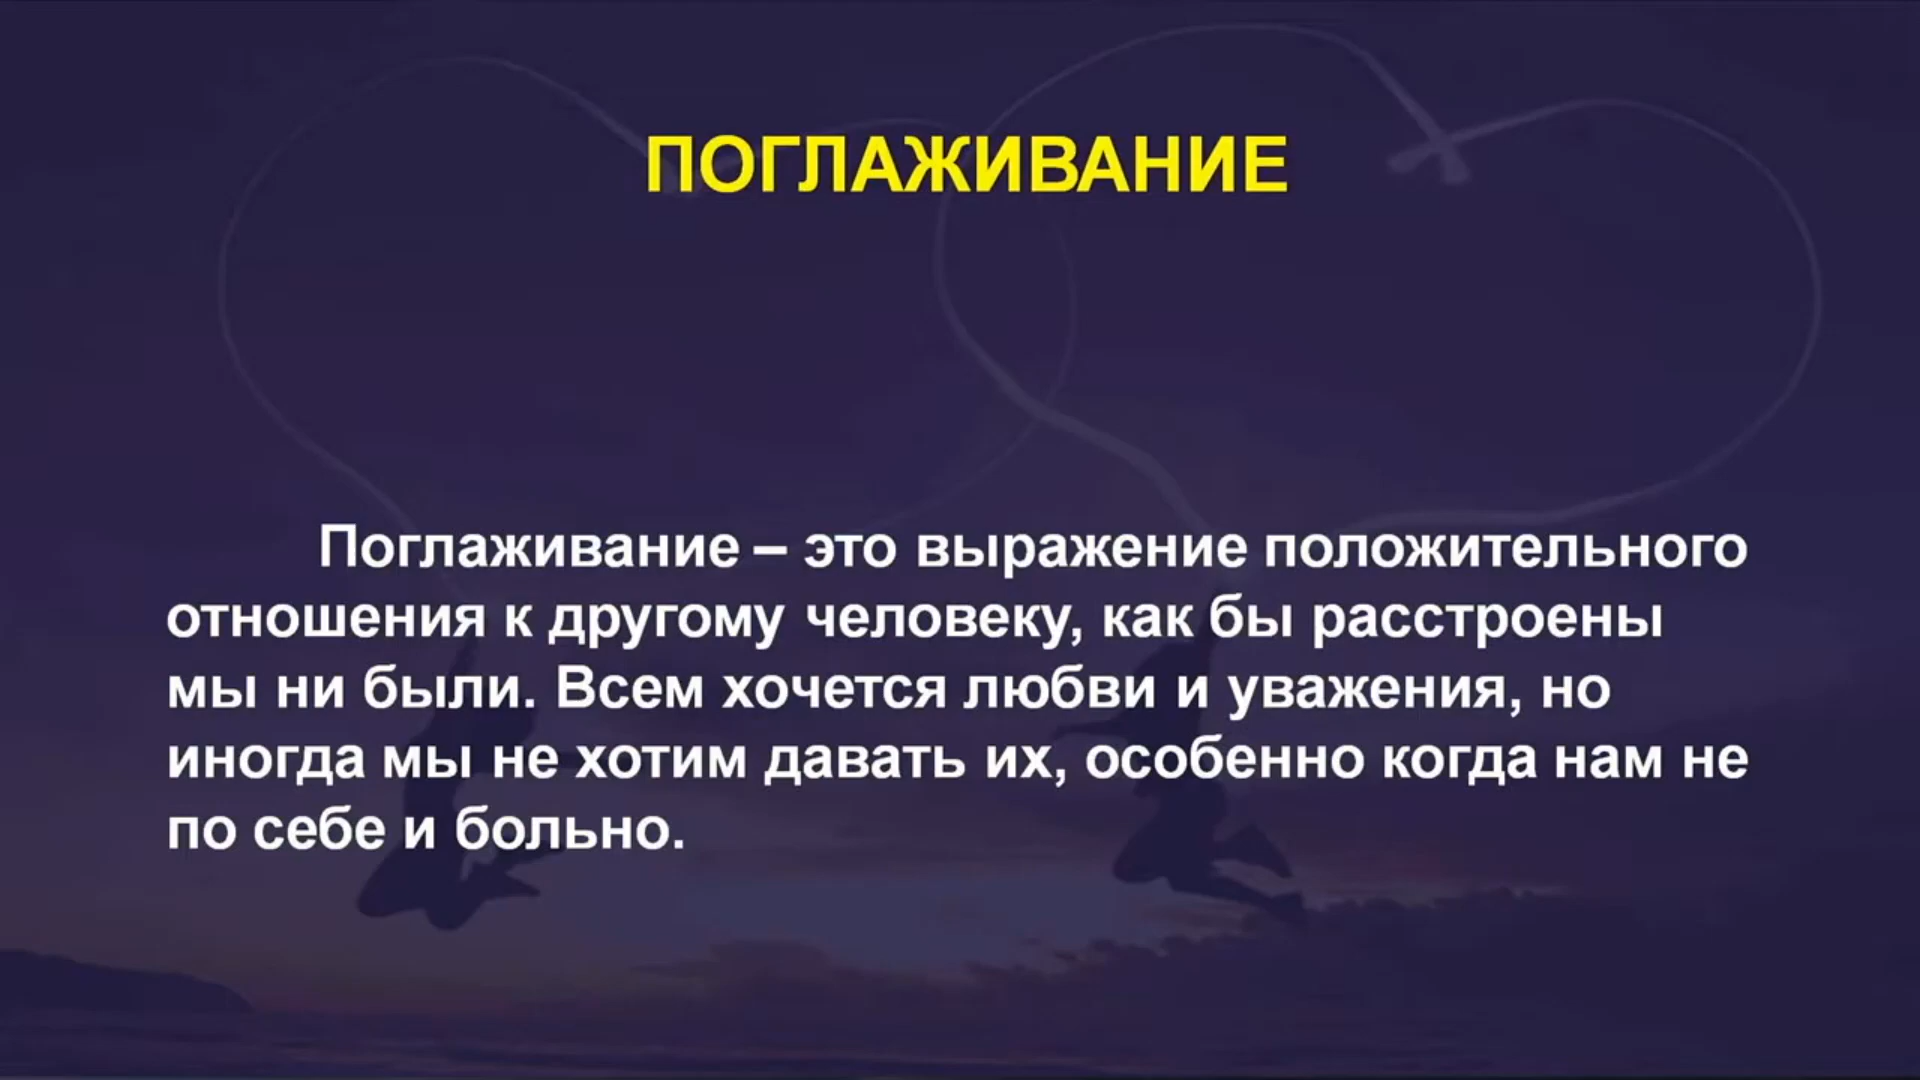 ПОГЛАЖИВАНИЕ
Поглаживание – это выражение положительного
отношения к другому человеку, как бы расстроены
мы ни были. Всем хочется любви и уважения, но
иногда мы не хотим давать их, особенно когда нам не
по себе и больно.